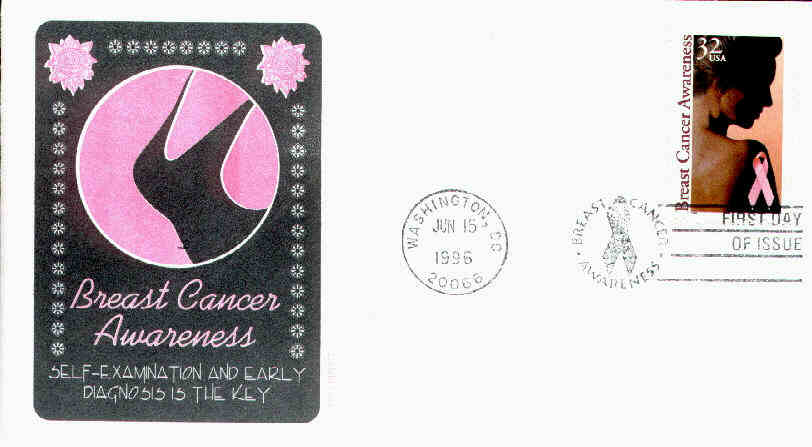 Breast Cancer
Awareness
SELF-EXAMINATION AND EARLY
DIAGNOSIS IS THE KEY
WASHINGTON, DC
JUN 15
1996
20066
BREAST CANCER
AWARENESS
FIRST DAY
OF ISSUE
32
USA
Breast Cancer Awareness